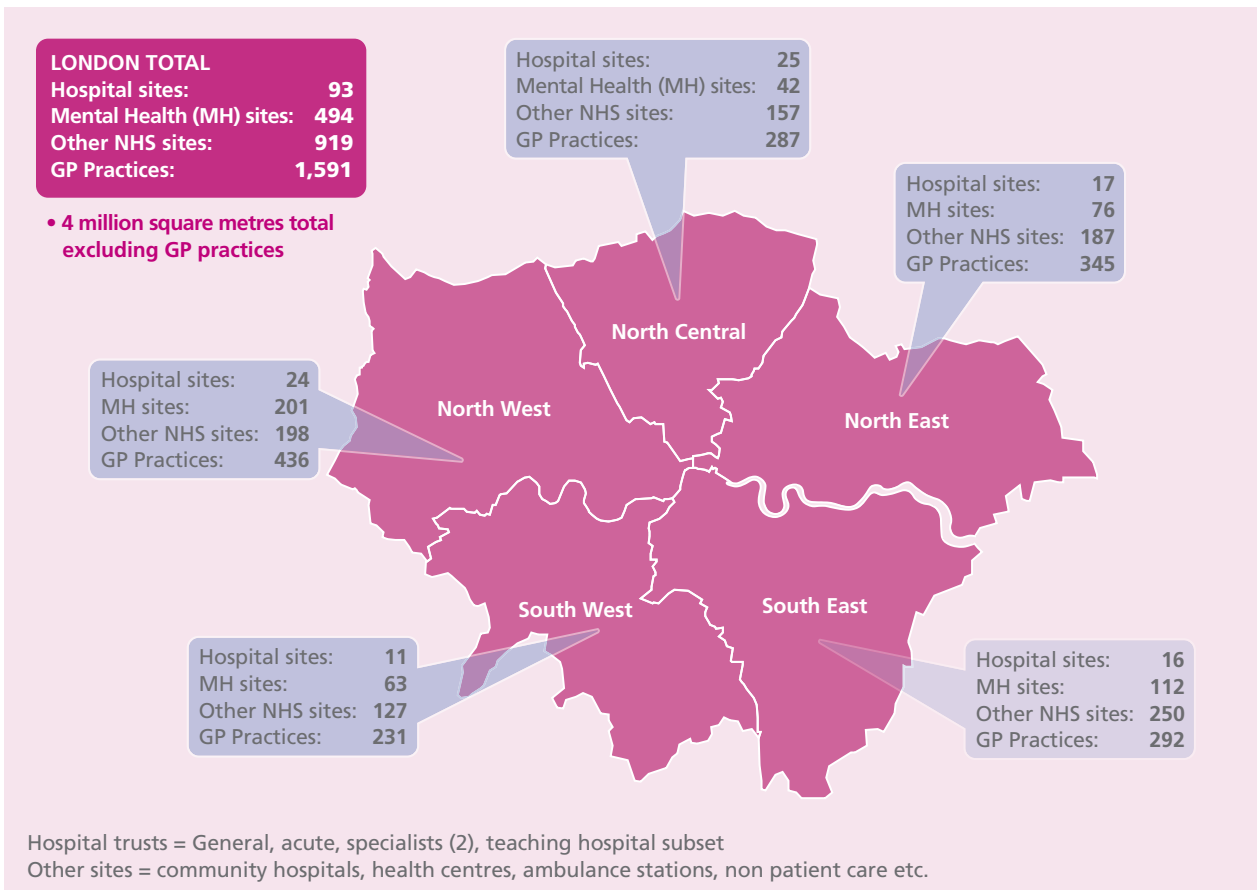 LONDON TOTAL
Hospital sites: 93
Mental Health (MH) sites: 494
Other NHS sites: 919
GP Practices: 1,591
• 4 million square metres total
excluding GP practices
Hospital sites: 25
Mental Health (MH) sites: 42
Other NHS sites: 157
GP Practices: 287
Hospital sites: 17
MH sites: 76
Other NHS sites: 187
GP Practices: 345
North Central
North West
North East
Hospital sites: 24
MH sites: 201
Other NHS sites: 198
GP Practices: 436
South West
South East
Hospital sites: 11
MH sites: 63
Other NHS sites: 127
GP Practices: 231
Hospital sites: 16
MH sites: 112
Other NHS sites: 250
GP Practices: 292
Hospital trusts = General, acute, specialists (2), teaching hospital subset
Other sites = community hospitals, health centres, ambulance stations, non patient care etc.